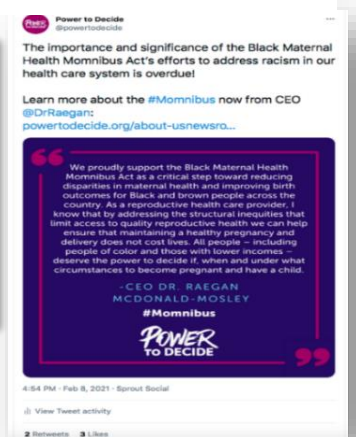 Power to Decide
@powertodecide
The importance and significance of the Black Maternal
Health Momnibus Act's efforts to address racism in our
health care system is overdue!
Learn more about the #Momnibus now from CEO
@DrRaegan:
powertodecide.org/about-usnewsro...
We proudly support the Black Maternal Health
Momnibus Act as a critical step toward reducing
disparities in maternal health and improving birth
outcomes for Black and brown people across the
country. As a reproductive health care provider, I
know that by addressing the structural inequities that
limit access to quality reproductive health we can help
ensure that maintaining a healthy pregnancy and
delivery does not cost lives. All people – including
people of color and those with lower incomes –
deserve the power to decide if, when and under what
circumstances to become pregnant and have a child.
-CEO DR. RAEGAN
MCDONALD-MOSLEY
#Momnibus
POWER
TO DECIDE
4:54 PM · Feb 8, 2021 · Sprout Social
View Tweet activity
2 Retweets 3 Likes